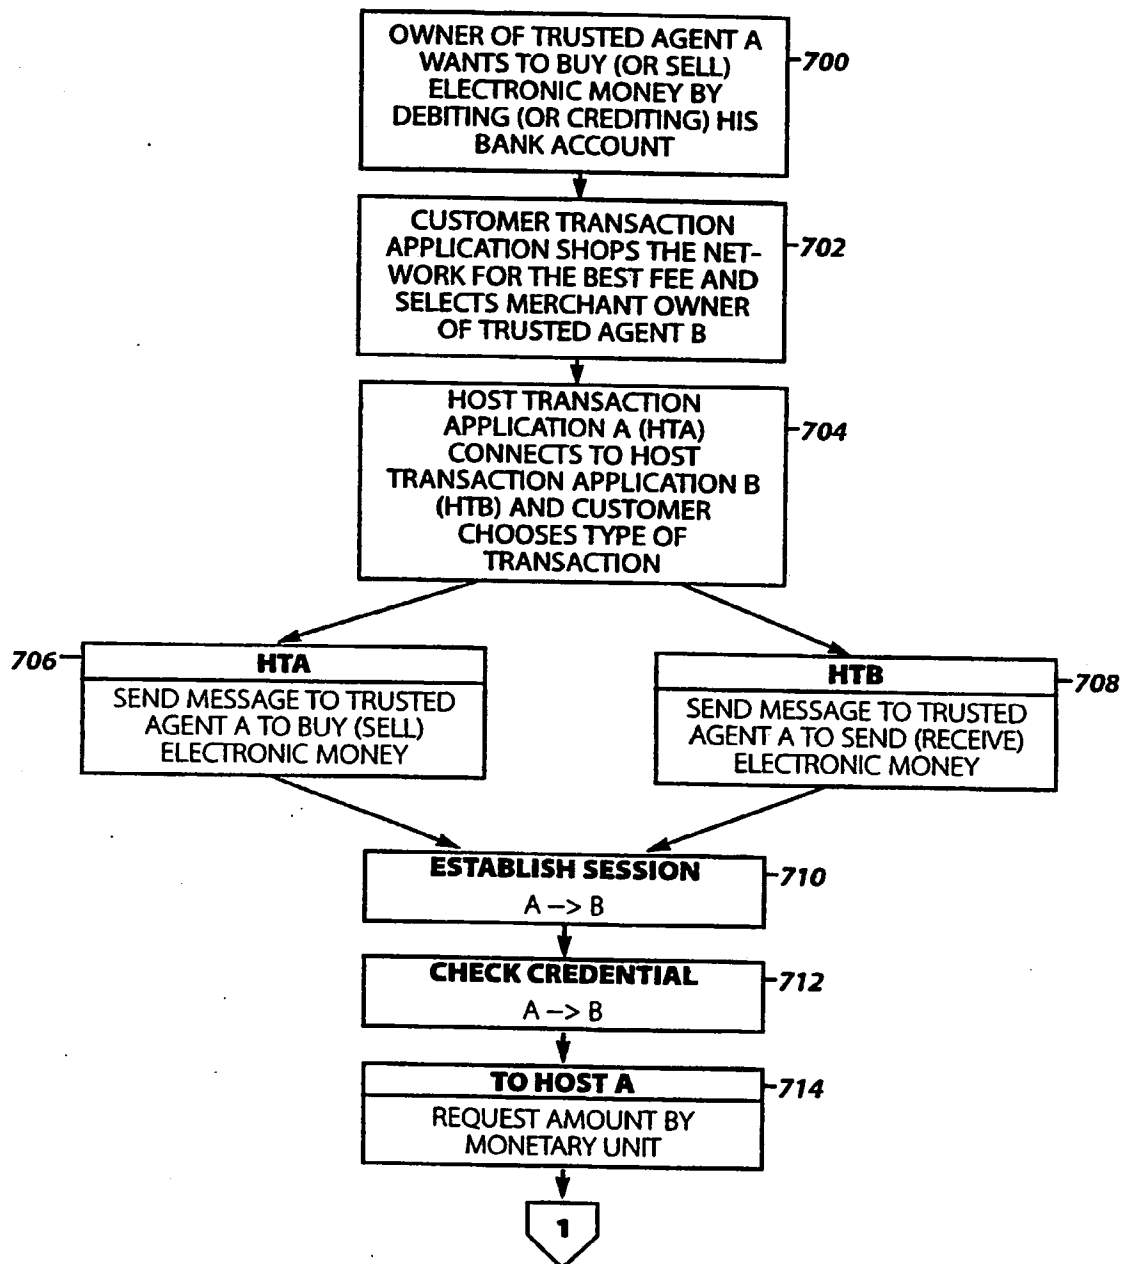 OWNER OF TRUSTED AGENT A
WANTS TO BUY (OR SELL)
ELECTRONIC MONEY BY
DEBITING (OR CREDITING) HIS
BANK ACCOUNT
700
CUSTOMER TRANSACTION
APPLICATION SHOPS THE NET-
WORK FOR THE BEST FEE AND
SELECTS MERCHANT OWNER
OF TRUSTED AGENT B
702
HOST TRANSACTION
APPLICATION A (HTA)
CONNECTS TO HOST
TRANSACTION APPLICATION B
(HTB) AND CUSTOMER
CHOOSES TYPE OF
TRANSACTION
704
706
HTA
SEND MESSAGE TO TRUSTED
AGENT A TO BUY (SELL)
ELECTRONIC MONEY
HTB
708
SEND MESSAGE TO TRUSTED
AGENT A TO SEND (RECEIVE)
ELECTRONIC MONEY
ESTABLISH SESSION
710
A –> B
CHECK CREDENTIAL
712
A –> B
TO HOST A
714
REQUEST AMOUNT BY
MONETARY UNIT
1